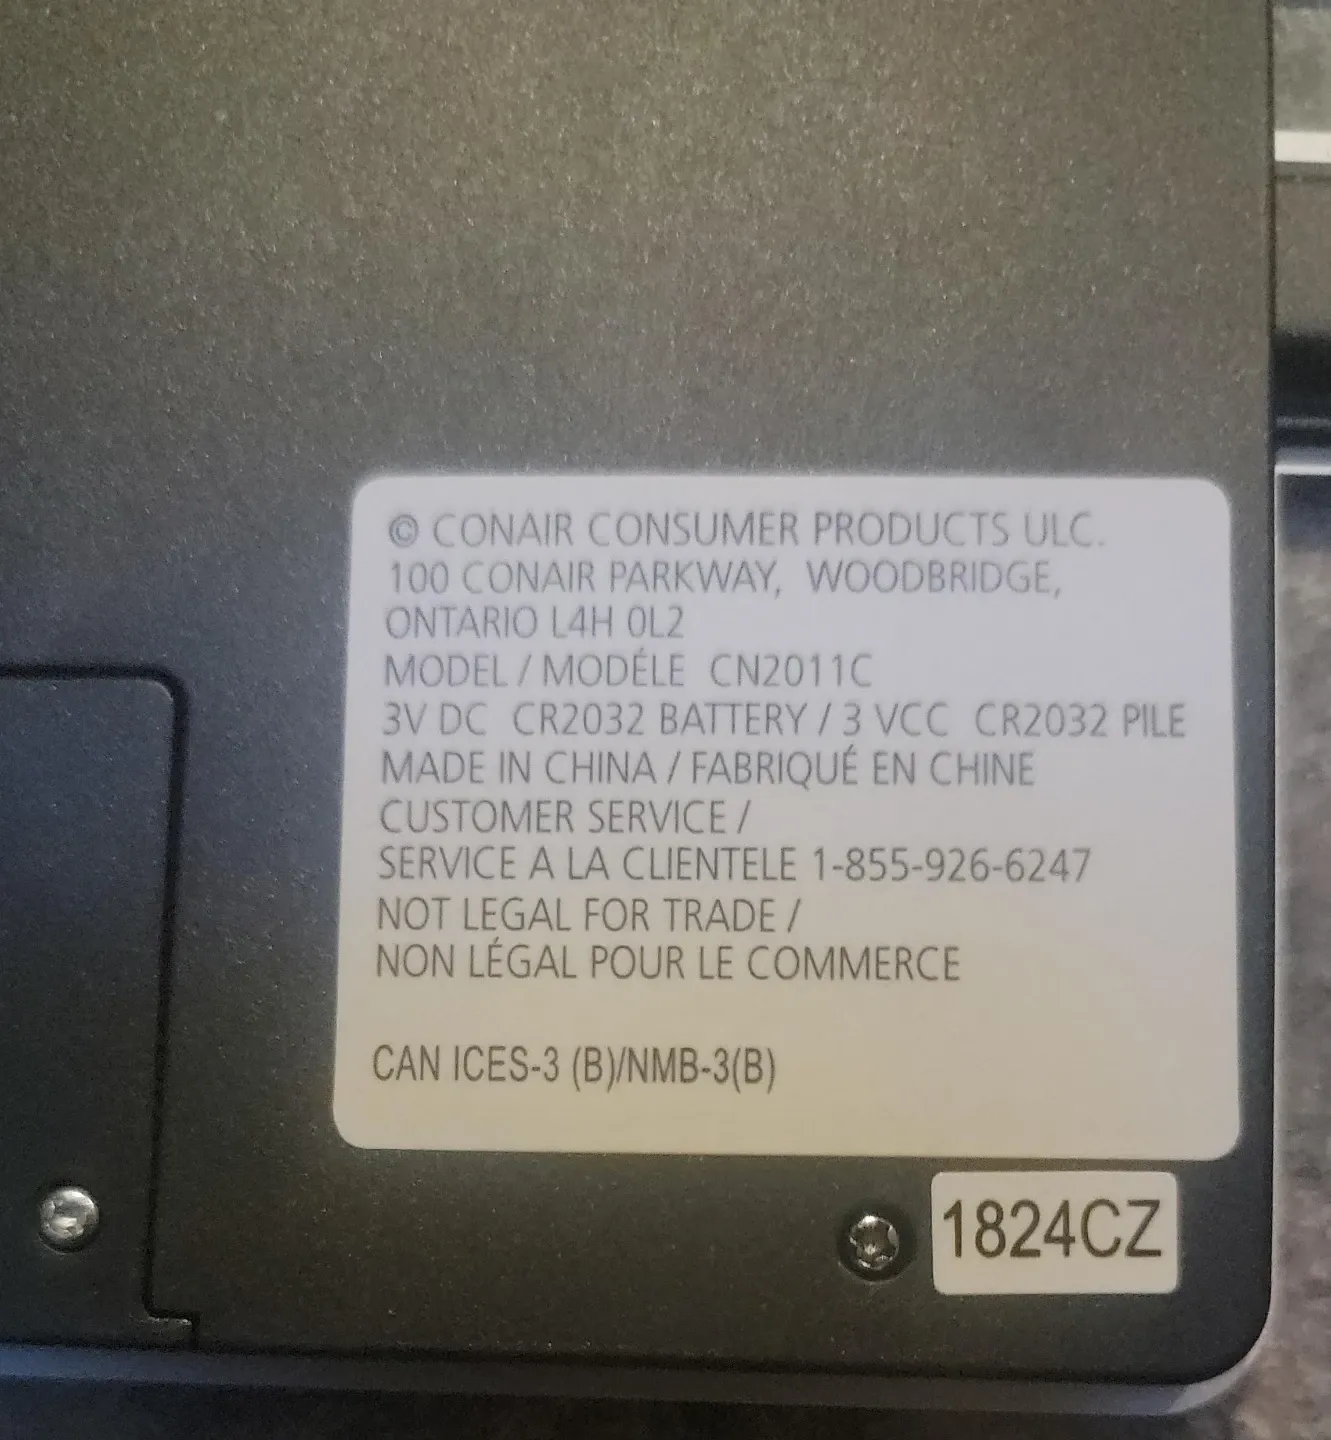 © CONAIR CONSUMER PRODUCTS ULC.
100 CONAIR PARKWAY, WOODBRIDGE,
ONTARIO L4H 0L2
MODEL / MODÉLE CN2011C
3V DC CR2032 BATTERY / 3 VCC CR2032 PILE
MADE IN CHINA / FABRIQUÉ EN CHINE
CUSTOMER SERVICE /
SERVICE A LA CLIENTELE 1-855-926-6247
NOT LEGAL FOR TRADE /
NON LÉGAL POUR LE COMMERCE
CAN ICES-3 (B)/NMB-3(B)
1824CZ